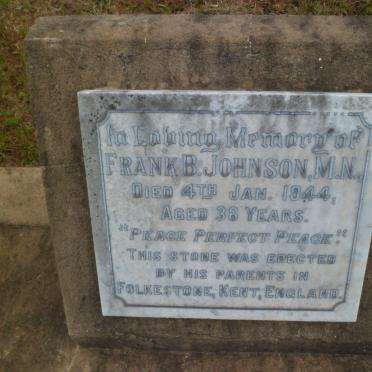 In Loving Memory of
FRANK B. JOHNSON, M.N.
DIED 4TH JAN. 1944,
AGED 38 YEARS.
"PEACE PERFECT PEACE."
THIS STONE WAS ERECTED
BY HIS PARENTS IN
FOLKESTONE, KENT, ENGLAND.